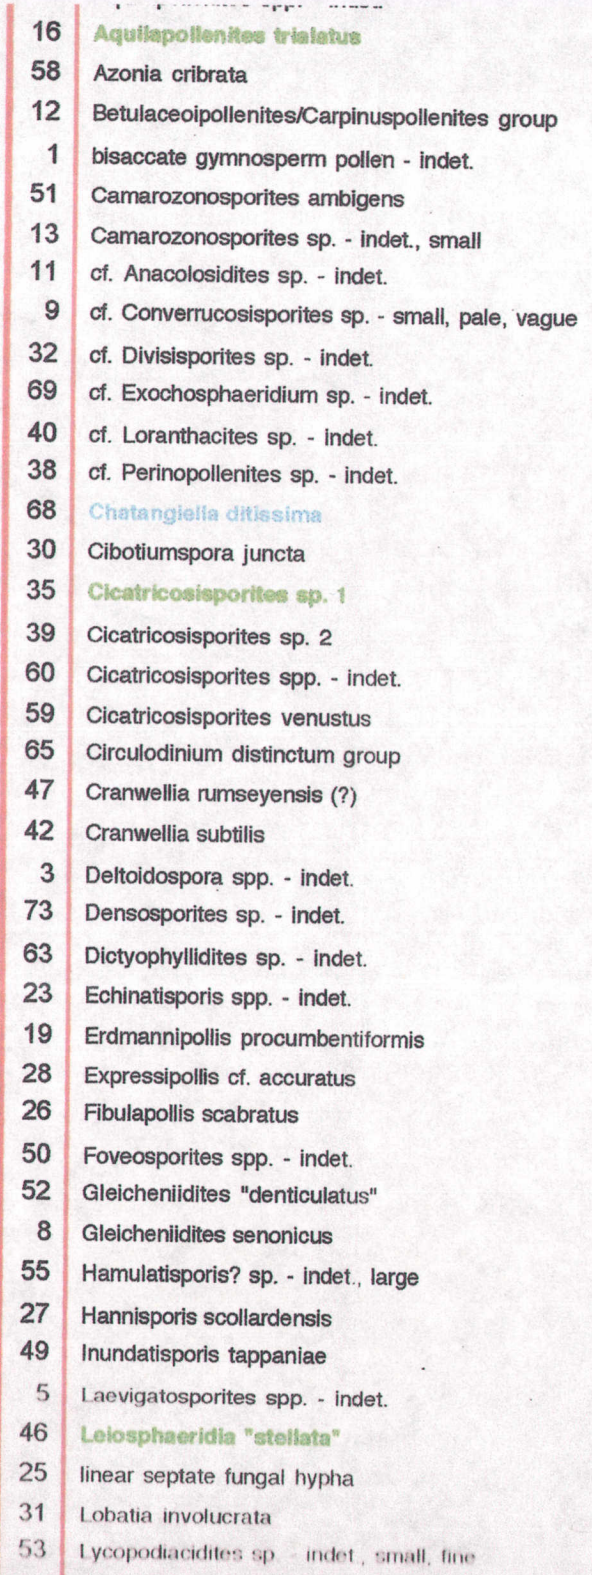 16 Aquilapollenites trialatus
58 Azonia cribrata
12 Betulaceoipollenites/Carpinuspollenites group
1 bisaccate gymnosperm pollen - indet.
51 Camarozonosporites ambigens
13 Camarozonosporites sp. - indet., small
11 cf. Anacolosidites sp. - indet.
9 cf. Converrucosisporites sp. - small, pale, vague
32 cf. Divisisporites sp. - indet.
69 cf. Exochosphaeridium sp. - indet.
40 cf. Loranthacites sp. - indet.
38 cf. Perinopollenites sp. - indet.
68 Chatangiella ditissima
30 Cibotiumspora juncta
35 Cicatricosisporites sp. 1
39 Cicatricosisporites sp. 2
60 Cicatricosisporites spp. - indet.
59 Cicatricosisporites venustus
65 Circulodinium distinctum group
47 Cranwellia rumseyensis (?)
42 Cranwellia subtilis
3 Deltoidospora spp. - indet.
73 Densosporites sp. - indet.
63 Dictyophyllidites sp. - indet.
23 Echinatisporis spp. - indet.
19 Erdmannipollis procumbentiformis
28 Expressipollis cf. accuratus
26 Fibulapollis scabratus
50 Foveosporites spp. - indet.
52 Gleicheniidites "denticulatus"
8 Gleicheniidites senonicus
55 Hamulatisporis? sp. - indet., large
27 Hannisporis scollardensis
49 Inundatisporis tappaniae
5 Laevigatosporites spp. - indet.
46 Leiosphaeridia "stellata"
25 linear septate fungal hypha
31 Lobatia involucrata
53 Lycopodiacidites sp. - indet., small, fine